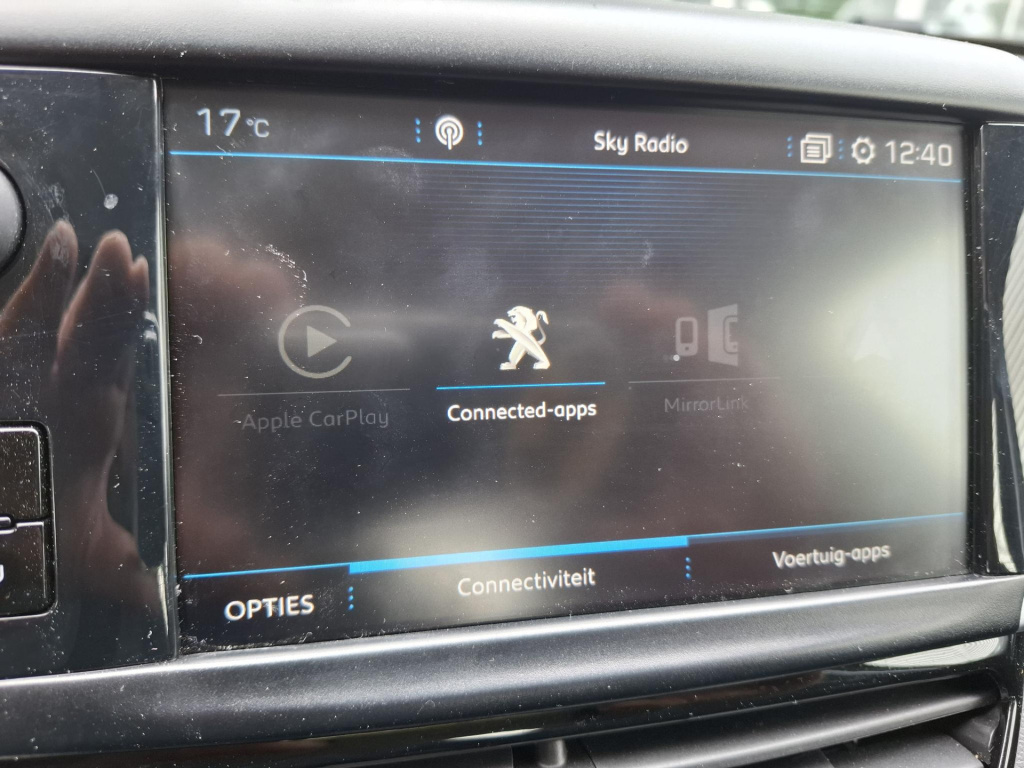 17 °C
Sky Radio
12:40
Apple CarPlay
Connected-apps
MirrorLink
OPTIES
Connectiviteit
Voertuig-apps